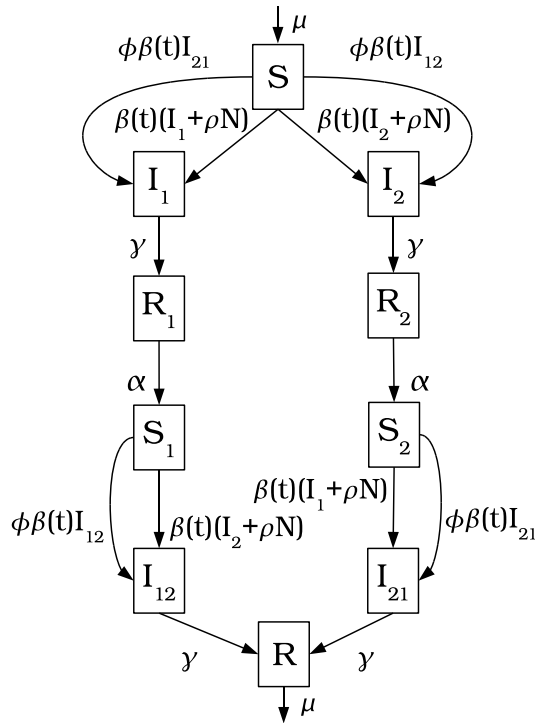 μ
ϕβ(t)I₂₁
S
ϕβ(t)I₁₂
β(t)(I₁+ρN)
β(t)(I₂+ρN)
I₁
I₂
γ
γ
R₁
R₂
α
α
S₁
S₂
β(t)(I₁+ρN)
ϕβ(t)I₁₂
β(t)(I₂+ρN)
ϕβ(t)I₂₁
I₁₂
I₂₁
γ
R
γ
μ